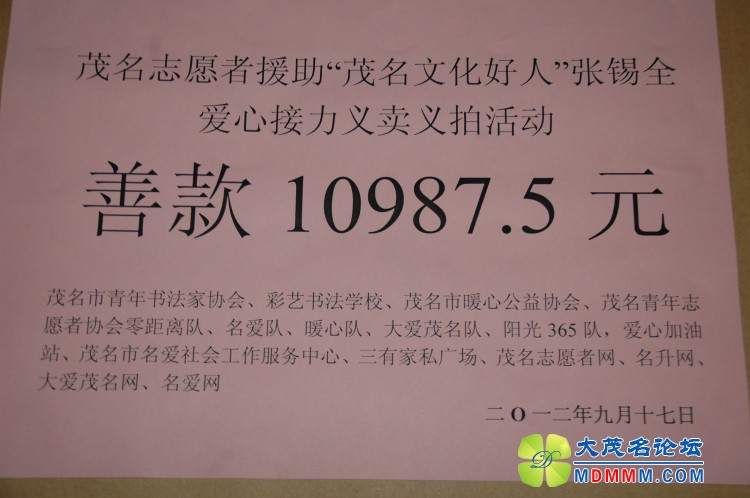 茂名志愿者援助“茂名文化好人”张锡全
爱心接力义卖义拍活动
善款 10987.5 元
茂名市青年书法家协会、彩艺书法学校、茂名市暖心公益协会、茂名青年志
愿者协会零距离队、名爱队、暖心队、大爱茂名队、阳光 365 队，爱心加油
站、茂名市名爱社会工作服务中心、三有家私广场、茂名志愿者网、名升网、
大爱茂名网、名爱网
二 O 一二年九月十七日
大茂名论坛
MDMMM.COM